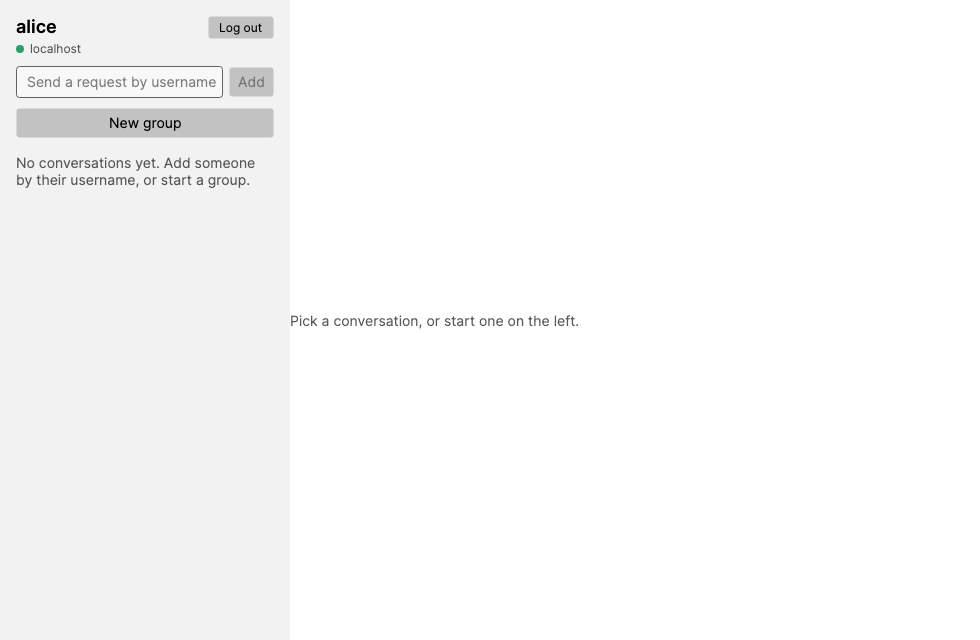 alice
Log out
localhost
Send a request by username
Add
New group
No conversations yet. Add someone
by their username, or start a group.
Pick a conversation, or start one on the left.